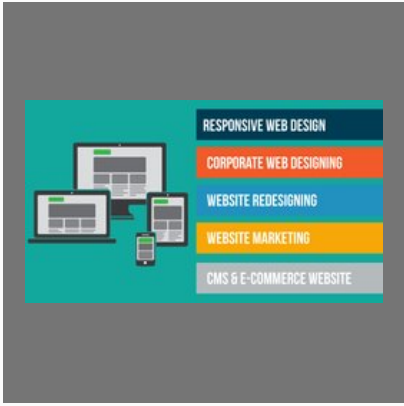 RESPONSIVE WEB DESIGN
CORPORATE WEB DESIGNING
WEBSITE REDESIGNING
WEBSITE MARKETING
CMS & E-COMMERCE WEBSITE